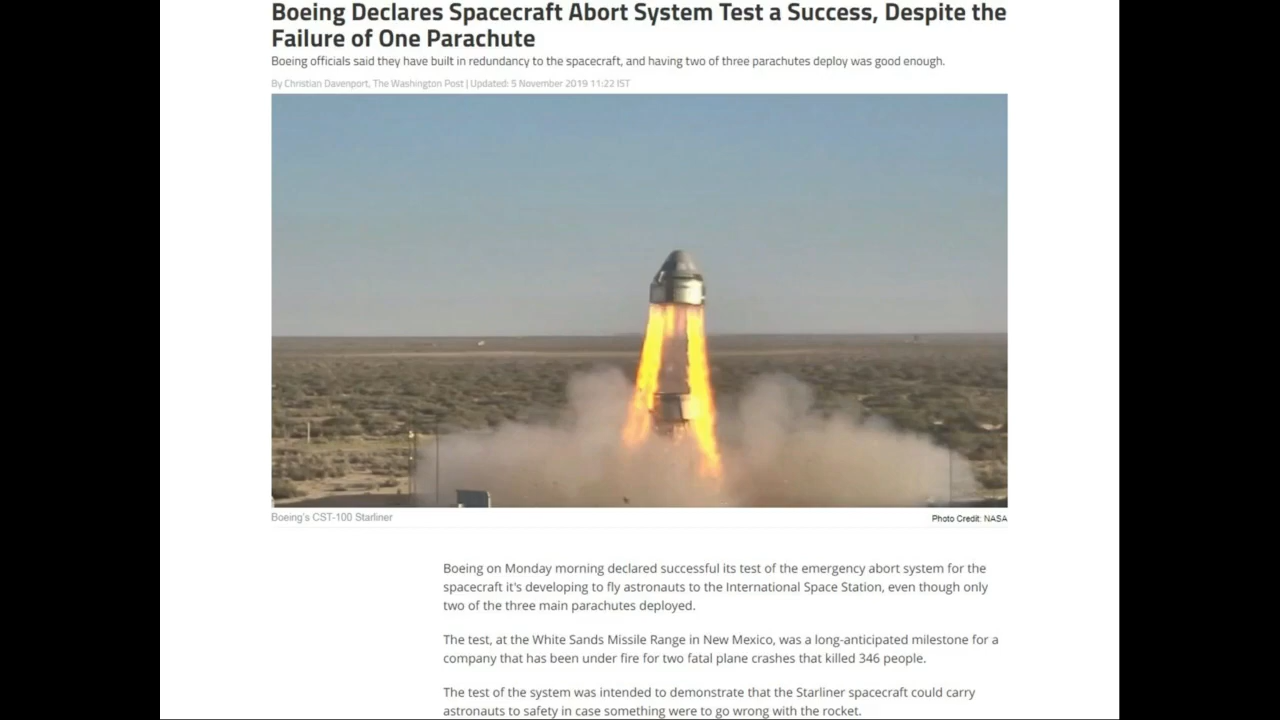 Boeing Declares Spacecraft Abort System Test a Success, Despite the
Failure of One Parachute
Boeing officials said they have built in redundancy to the spacecraft, and having two of three parachutes deploy was good enough.
By Christian Davenport, The Washington Post | Updated: 5 November 2019 11:22 IST
Boeing's CST-100 Starliner
Photo Credit: NASA
Boeing on Monday morning declared successful its test of the emergency abort system for the
spacecraft it's developing to fly astronauts to the International Space Station, even though only
two of the three main parachutes deployed.
The test, at the White Sands Missile Range in New Mexico, was a long-anticipated milestone for a
company that has been under fire for two fatal plane crashes that killed 346 people.
The test of the system was intended to demonstrate that the Starliner spacecraft could carry
astronauts to safety in case something were to go wrong with the rocket.